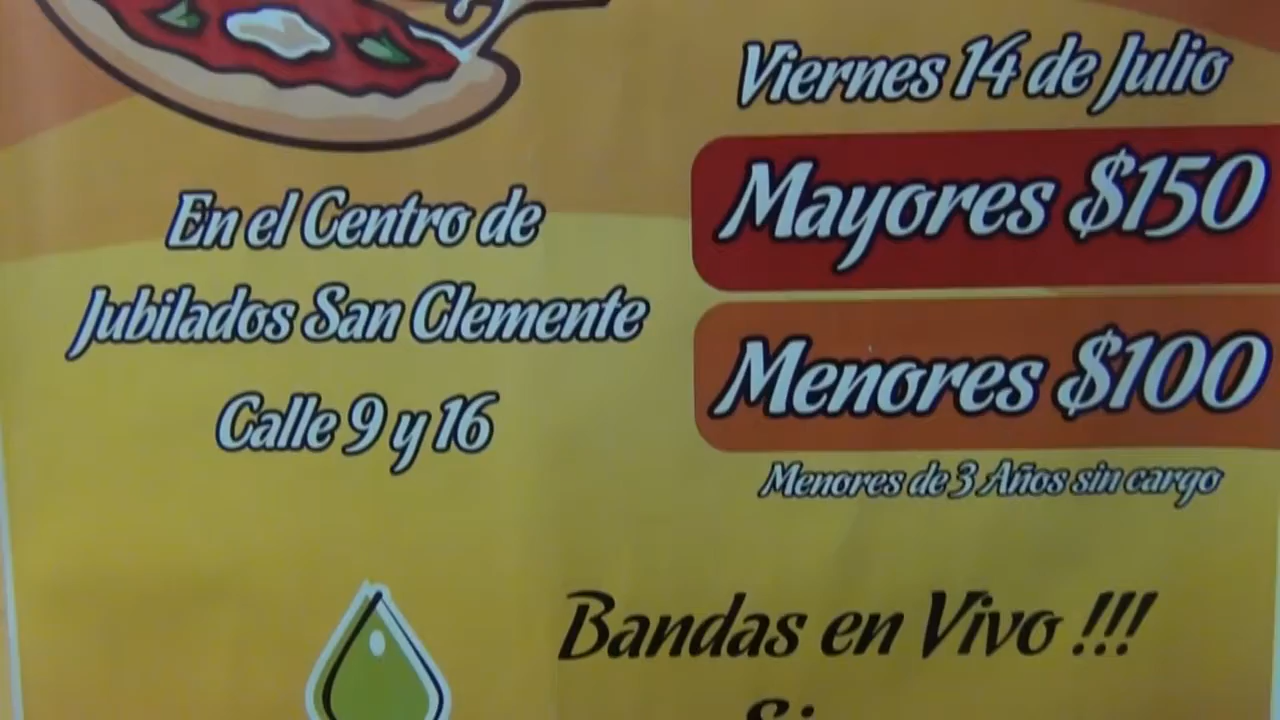 Viernes 14 de Julio
Mayores $150
Menores $100
Menores de 3 Años sin cargo
En el Centro de
Jubilados San Clemente
Calle 9 y 16
Bandas en Vivo !!!